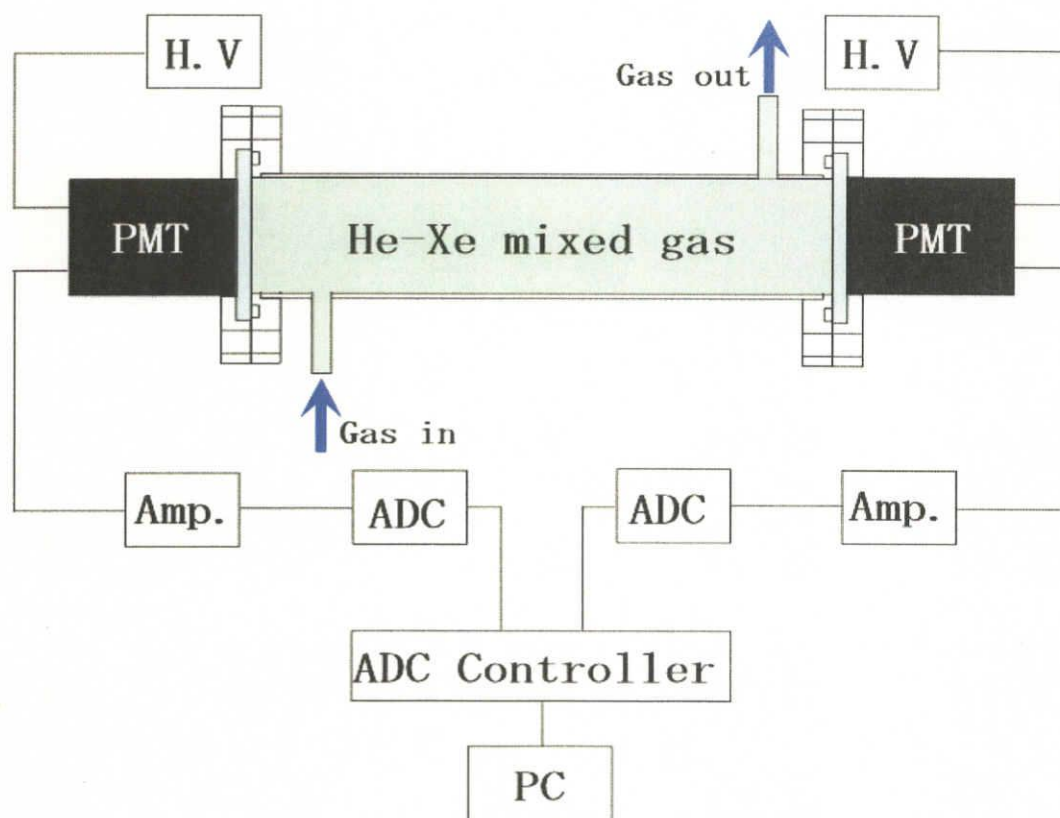 H. V
H. V
Gas out
PMT
He-Xe mixed gas
PMT
Gas in
Amp.
ADC
ADC
Amp.
ADC Controller
PC